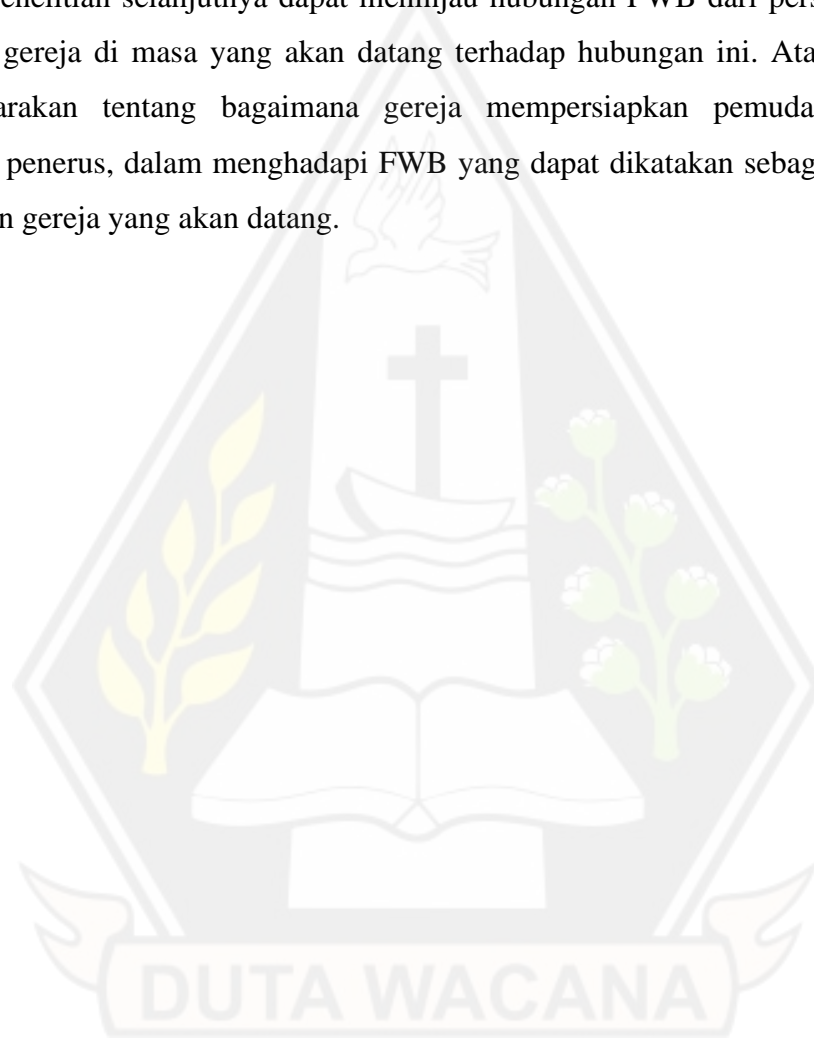 penelitian selanjutnya dapat meninjau hubungan FWB dari pers
gereja di masa yang akan datang terhadap hubungan ini. Ata
arakan tentang bagaimana gereja mempersiapkan pemuda
penerus, dalam menghadapi FWB yang dapat dikatakan sebag
n gereja yang akan datang.
DUTA WACANA